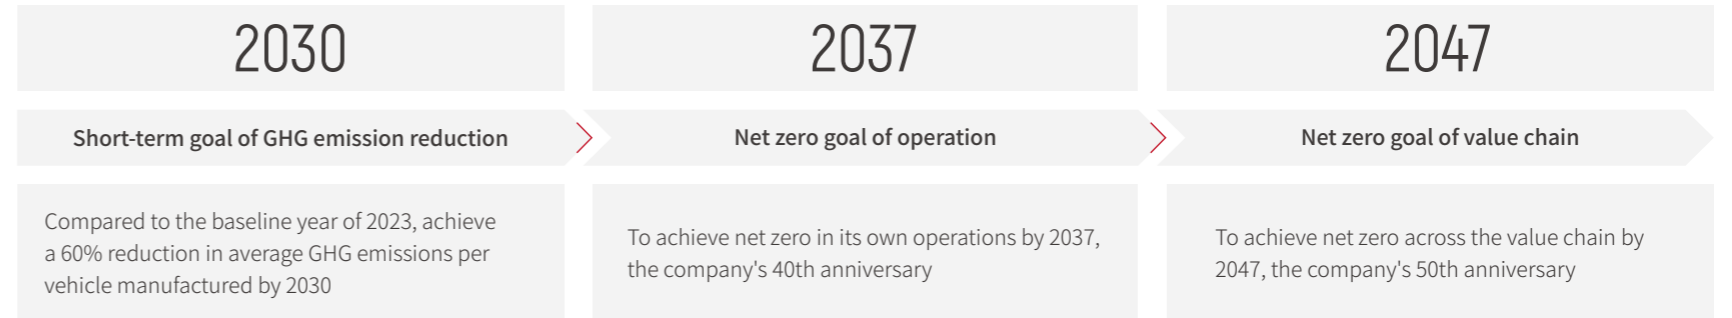 2030
2037
2047
Short-term goal of GHG emission reduction
Net zero goal of operation
Net zero goal of value chain
Compared to the baseline year of 2023, achieve
a 60% reduction in average GHG emissions per
vehicle manufactured by 2030
To achieve net zero in its own operations by 2037,
the company's 40th anniversary
To achieve net zero across the value chain by
2047, the company's 50th anniversary